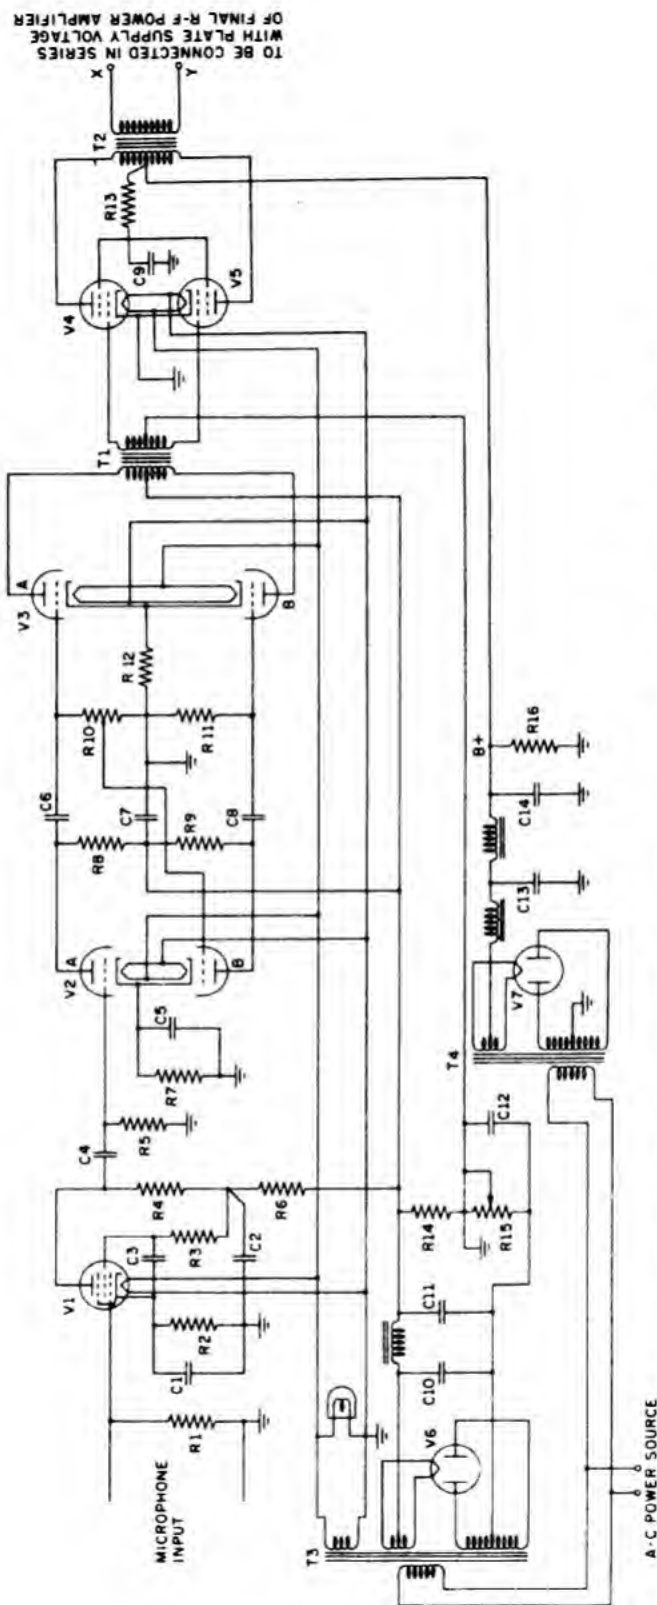 TO BE CONNECTED IN SERIES
WITH PLATE SUPPLY VOLTAGE
OF FINAL R-F POWER AMPLIFIER
MICROPHONE
INPUT
R1
C1
R2
C3
R3
C2
V1
R4
R6
C4
R5
R7
C5
V2
A
B
R8
R9
C6
C7
C8
R10
R11
R12
V3
A
B
T1
V4
V5
C9
R13
T2
X
Y
T3
V6
C10
C11
R14
R15
C12
T4
V7
C13
C14
B+
R16
A-C POWER SOURCE